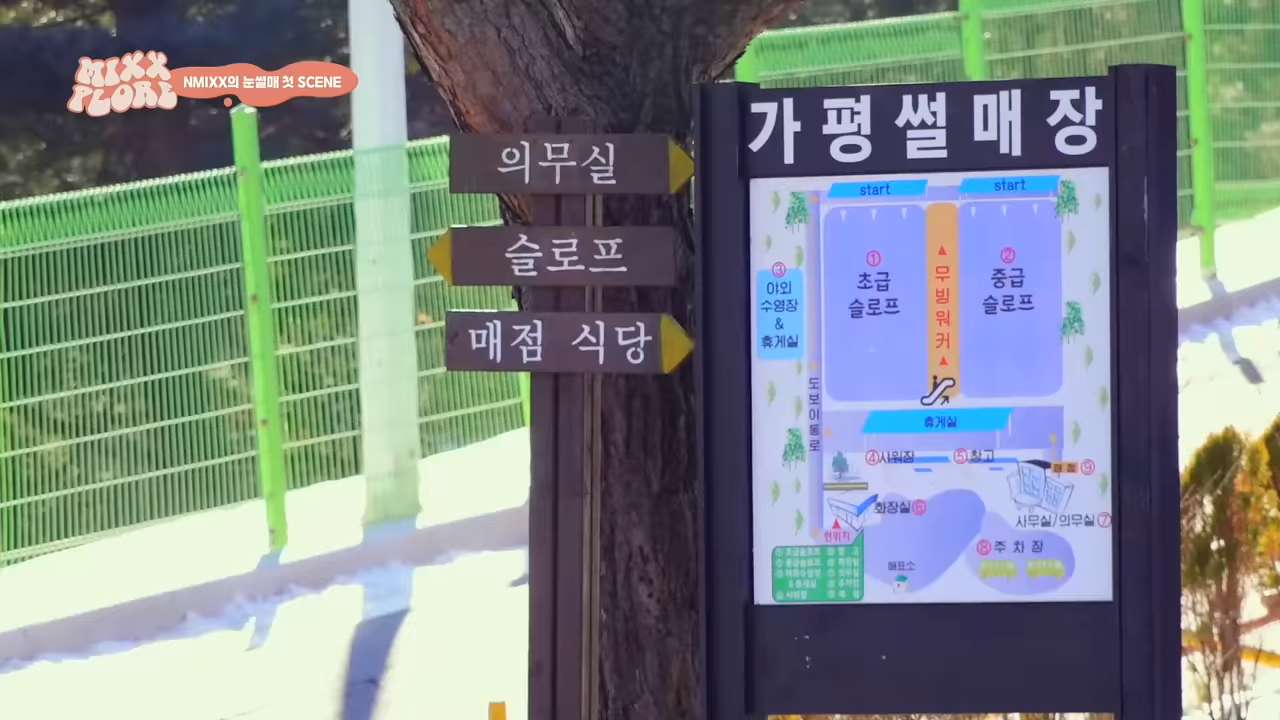 MIXX
PLORE
NMIXX의 눈썰매 첫 SCENE
의무실
슬로프
매점 식당
가평썰매장
start
start
①
초급
슬로프
무빙워커
②
중급
슬로프
③
야외
수영장
&
휴게실
도보이동로
휴게실
④샤워장
⑤창고
매점⑨
화장실⑥
사무실/의무실⑦
현위치
⑧주차장
매표소